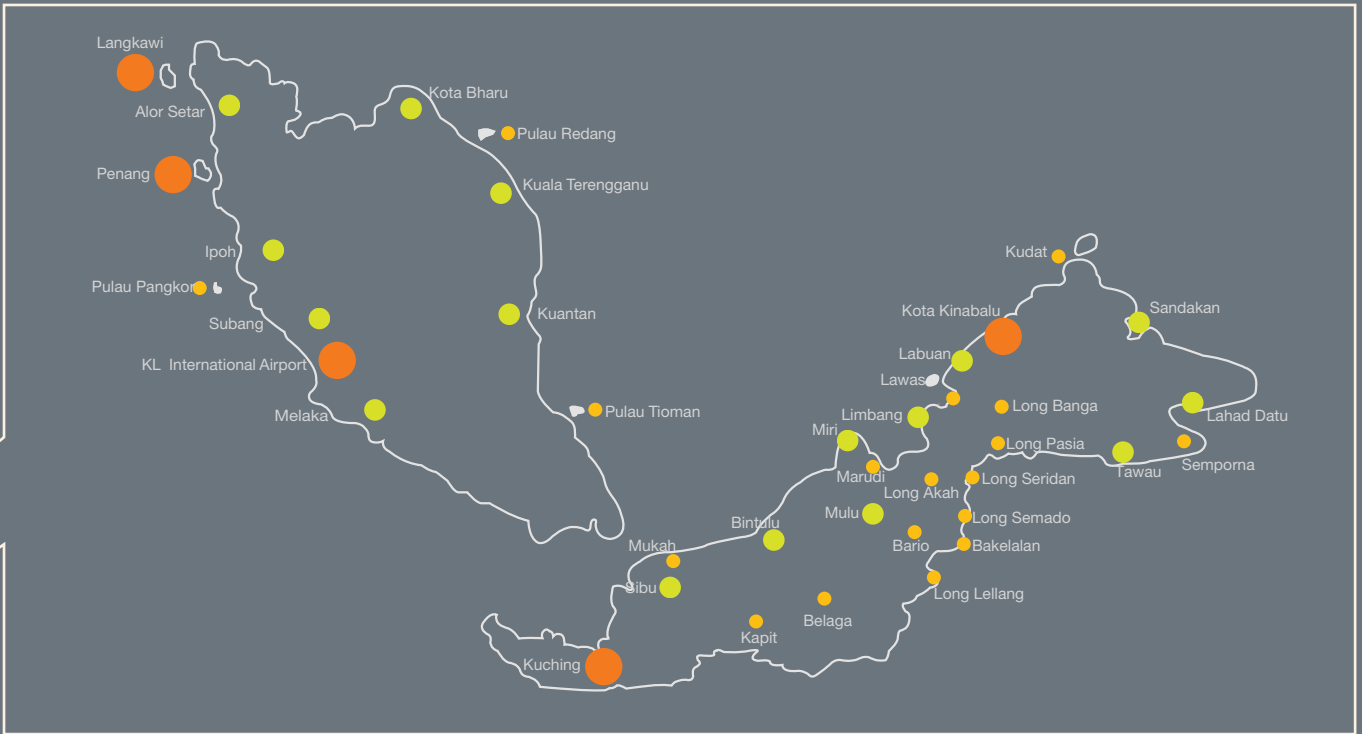 Langkawi
Kota Bharu
Alor Setar
Pulau Redang
Penang
Kuala Terengganu
Ipoh
Pulau Pangkor
Subang
Kuantan
KL International Airport
Melaka
Pulau Tioman
Kudat
Kota Kinabalu
Sandakan
Labuan
Lawas
Long Banga
Limbang
Lahad Datu
Miri
Long Pasia
Semporna
Marudi
Tawau
Long Akah
Long Seridan
Mulu
Long Semado
Bintulu
Bario
Bakelalan
Mukah
Sibu
Long Lellang
Belaga
Kapit
Kuching